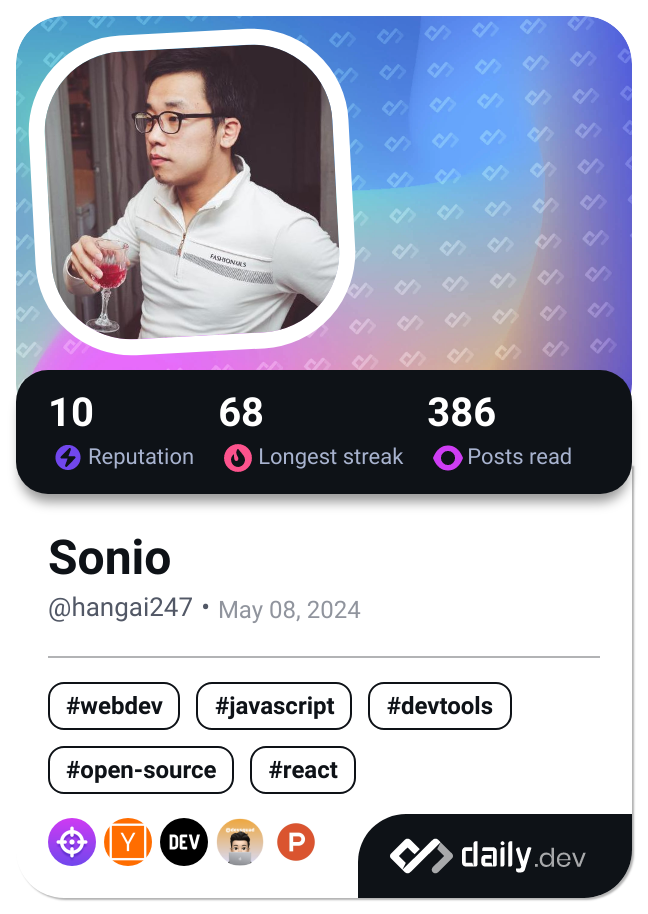 FASHIONALS
10 68 386
Reputation Longest streak Posts read
Sonio
@hangai247 • May 08, 2024
#webdev #javascript #devtools
#open-source #react
Y DEV P
daily.dev